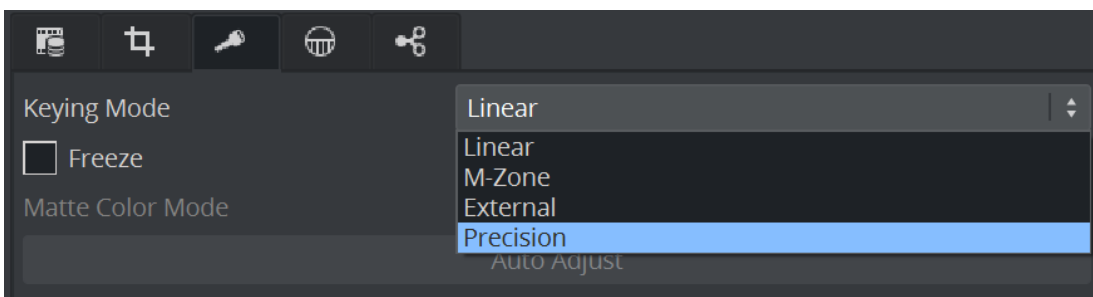 Keying Mode
Linear
Linear
Freeze
M-Zone
Matte Color Mode
External
Precision
Auto Adjust